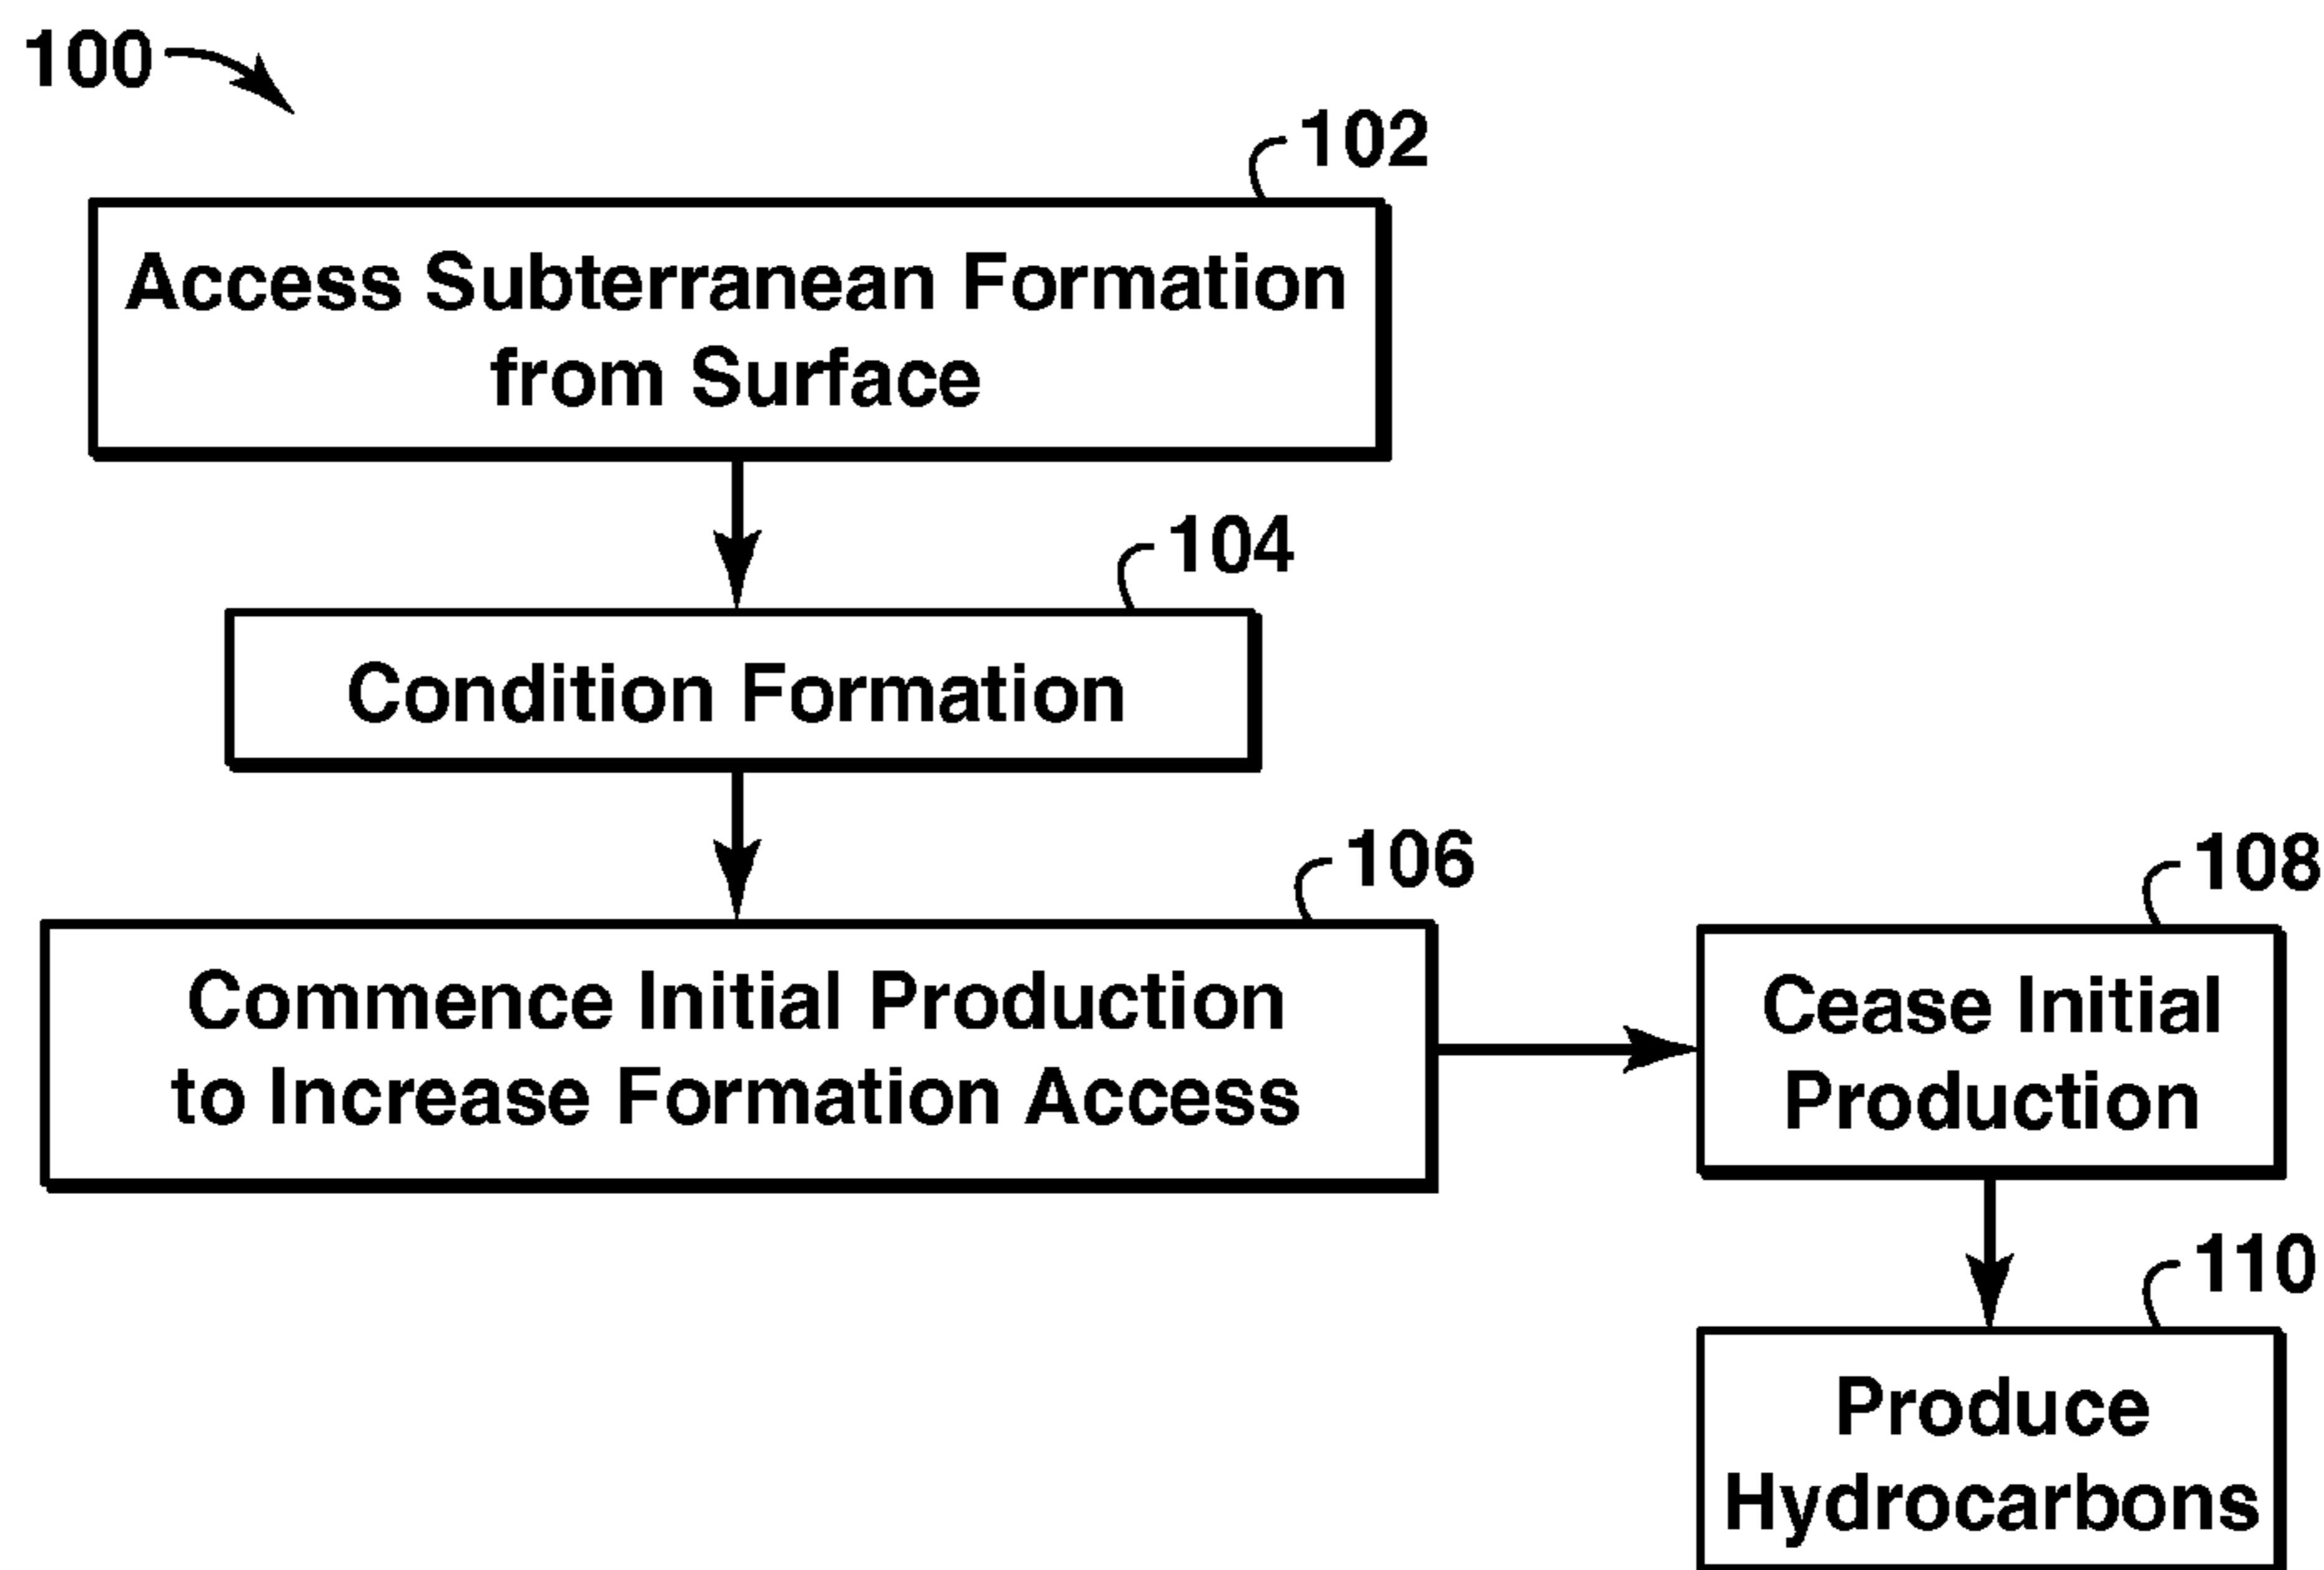 100
102
Access Subterranean Formation
from Surface
104
Condition Formation
106
Commence Initial Production
to Increase Formation Access
108
Cease Initial
Production
110
Produce
Hydrocarbons